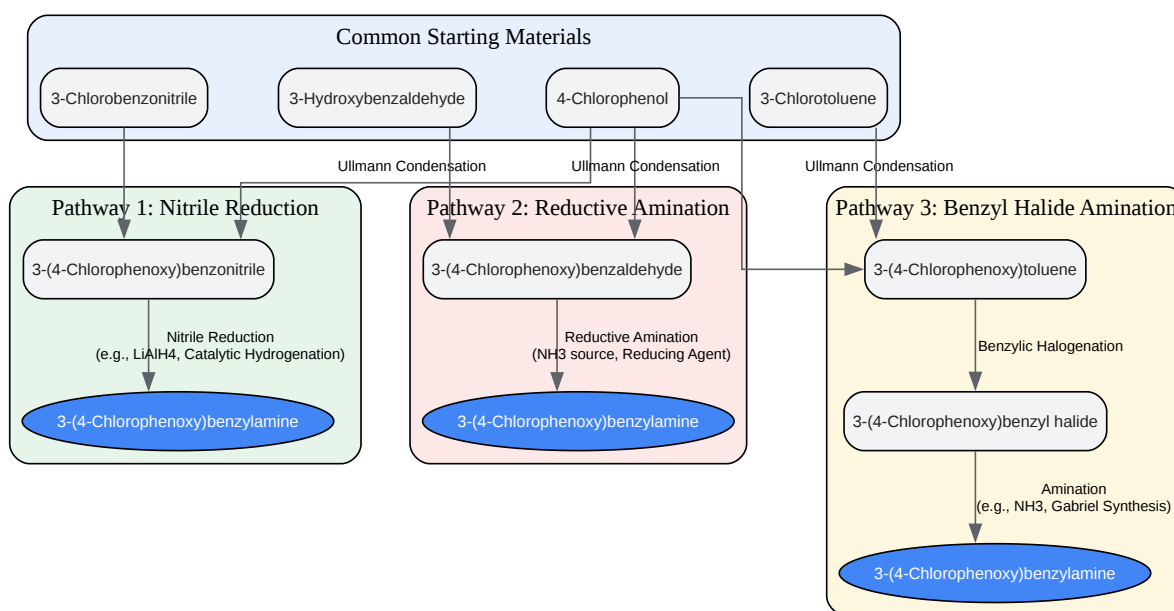 Common Starting Materials
3-Chlorobenzonitrile
3-Hydroxybenzaldehyde
4-Chlorophenol
3-Chlorotoluene
Ullmann Condensation
Ullmann Condensation
Ullmann Condensation
Pathway 1: Nitrile Reduction
3-(4-Chlorophenoxy)benzonitrile
Nitrile Reduction
(e.g., LiAlH4, Catalytic Hydrogenation)
3-(4-Chlorophenoxy)benzylamine
Pathway 2: Reductive Amination
3-(4-Chlorophenoxy)benzaldehyde
Reductive Amination
(NH3 source, Reducing Agent)
3-(4-Chlorophenoxy)benzylamine
Pathway 3: Benzyl Halide Amination
3-(4-Chlorophenoxy)toluene
Benzylic Halogenation
3-(4-Chlorophenoxy)benzyl halide
Amination
(e.g., NH3, Gabriel Synthesis)
3-(4-Chlorophenoxy)benzylamine